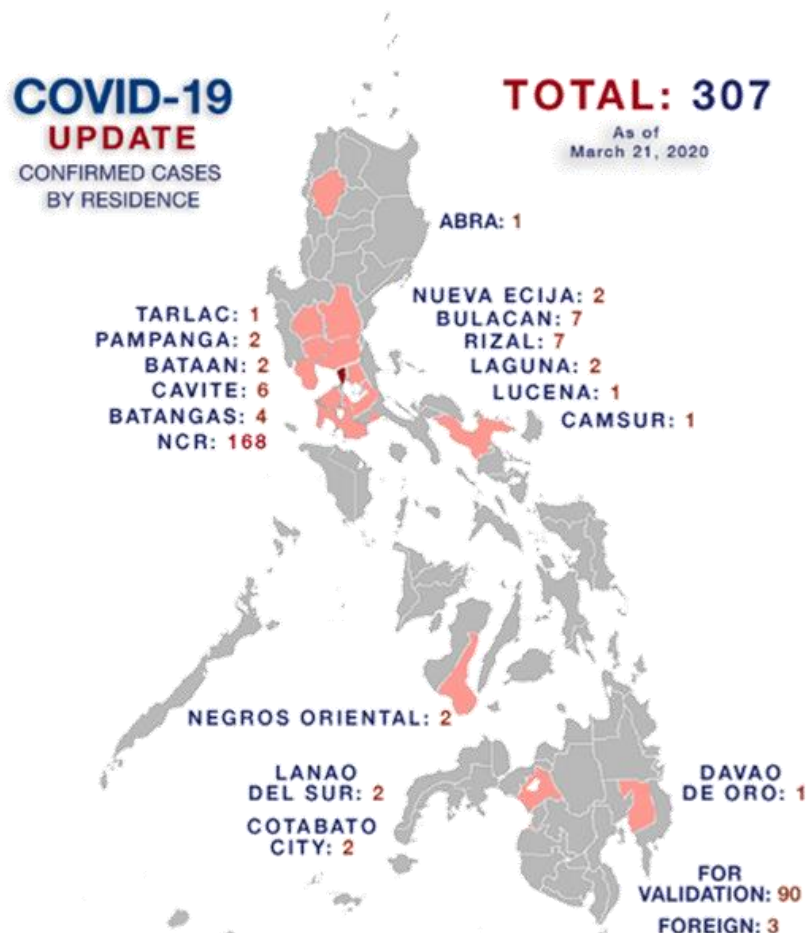 COVID-19
UPDATE
CONFIRMED CASES
BY RESIDENCE
TOTAL: 307
As of
March 21, 2020
ABRA: 1
TARLAC: 1
PAMPANGA: 2
BATAAN: 2
CAVITE: 6
BATANGAS: 4
NCR: 168
NUEVA ECIJA: 2
BULACAN: 7
RIZAL: 7
LAGUNA: 2
LUCENA: 1
CAMSUR: 1
NEGROS ORIENTAL: 2
LANAO
DEL SUR: 2
COTABATO
CITY: 2
DAVAO
DE ORO: 1
FOR
VALIDATION: 90
FOREIGN: 3